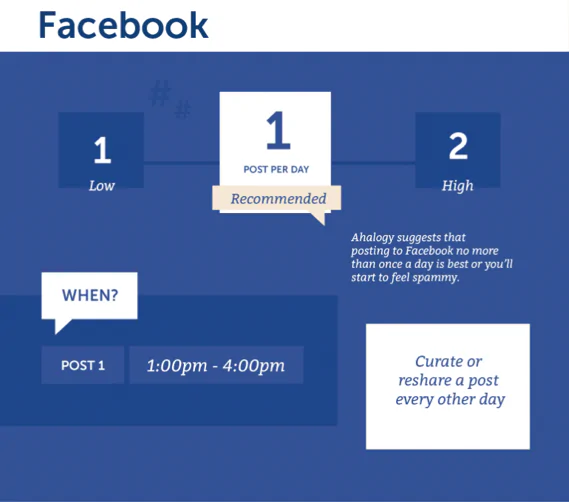 Facebook
# #
1
Low
1
POST PER DAY
Recommended
2
High
Ahalogy suggests that
posting to Facebook no more
than once a day is best or you'll
start to feel spammy.
WHEN?
POST 1
1:00pm - 4:00pm
Curate or
reshare a post
every other day